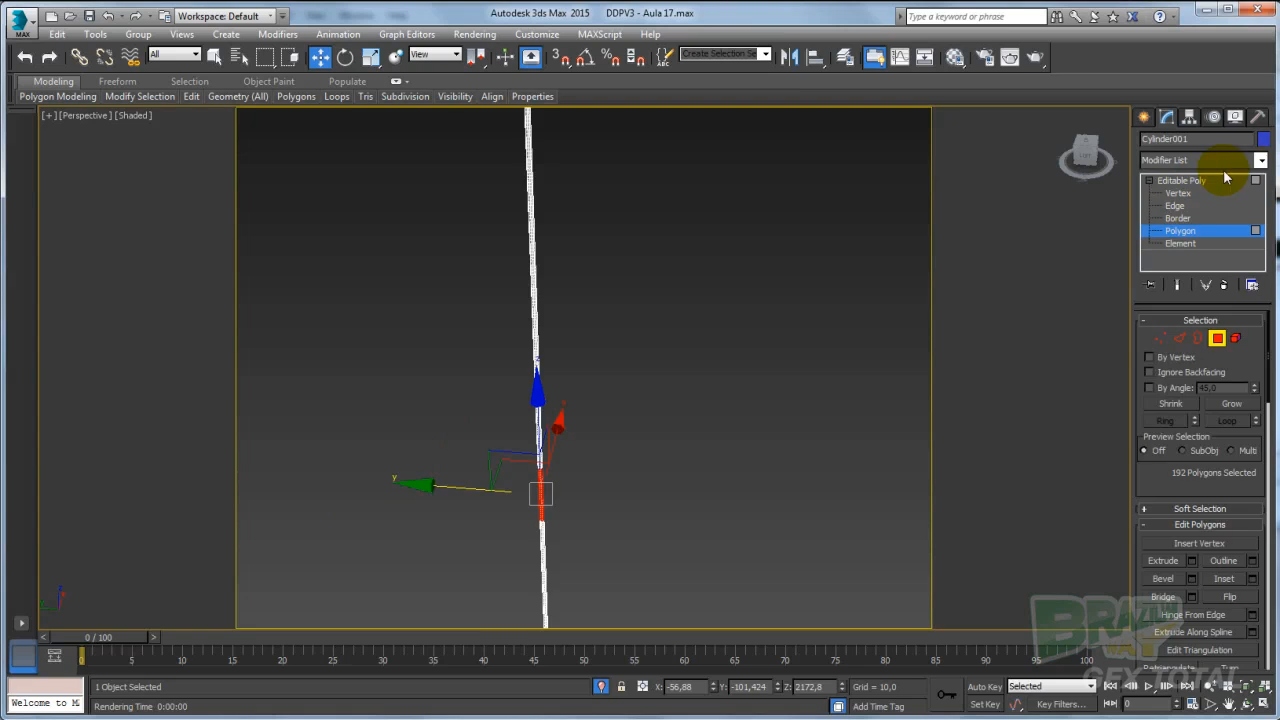 Workspace: Default
Autodesk 3ds Max 2015
DDPV3 - Aula 17.max
Type a keyword or phrase
MAX
Edit
Tools
Group
Views
Create
Modifiers
Animation
Graph Editors
Rendering
Customize
MAXScript
Help
All
View
Create Selection Se
Modeling
Freeform
Selection
Object Paint
Populate
Polygon Modeling
Modify Selection
Edit
Geometry (All)
Polygons
Loops
Tris
Subdivision
Visibility
Align
Properties
[+] [Perspective] [Shaded]
Cylinder001
Modifier List
Editable Poly
Vertex
Edge
Border
Polygon
Element
Selection
By Vertex
Ignore Backfacing
By Angle: 45,0
Shrink
Grow
Ring
Loop
Preview Selection
Off
SubObj
Multi
192 Polygons Selected
Soft Selection
Edit Polygons
Insert Vertex
Extrude
Outline
Bevel
Inset
Bridge
Flip
Hinge From Edge
Extrude Along Spline
Edit Triangulation
Retriangulate
Turn
y
z
0 / 100
0 5 10 15 20 25 30 35 40 45 50 55 60 65 70 75 80 85 90 95 100
1 Object Selected
X: -56,88
Y: -101,424
Z: 2172,8
Grid = 10,0
Auto Key
Selected
Welcome to M
Rendering Time 0:00:00
Add Time Tag
Set Key
Key Filters...
0
GFX TOTAL